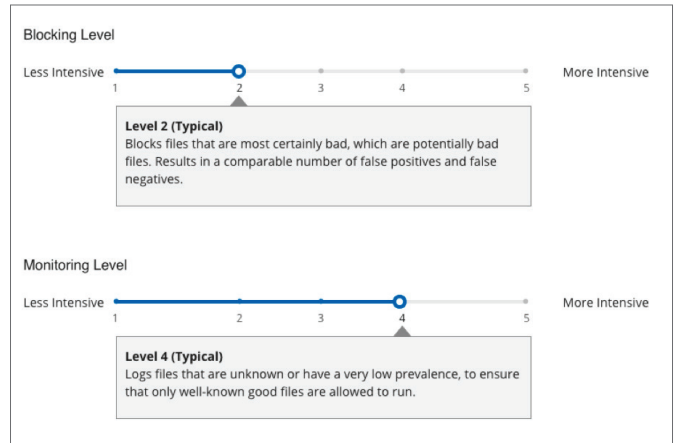 Blocking Level
Less Intensive More Intensive
1 2 3 4 5
Level 2 (Typical)
Blocks files that are most certainly bad, which are potentially bad
files. Results in a comparable number of false positives and false
negatives.
Monitoring Level
Less Intensive More Intensive
1 2 3 4 5
Level 4 (Typical)
Logs files that are unknown or have a very low prevalence, to ensure
that only well-known good files are allowed to run.